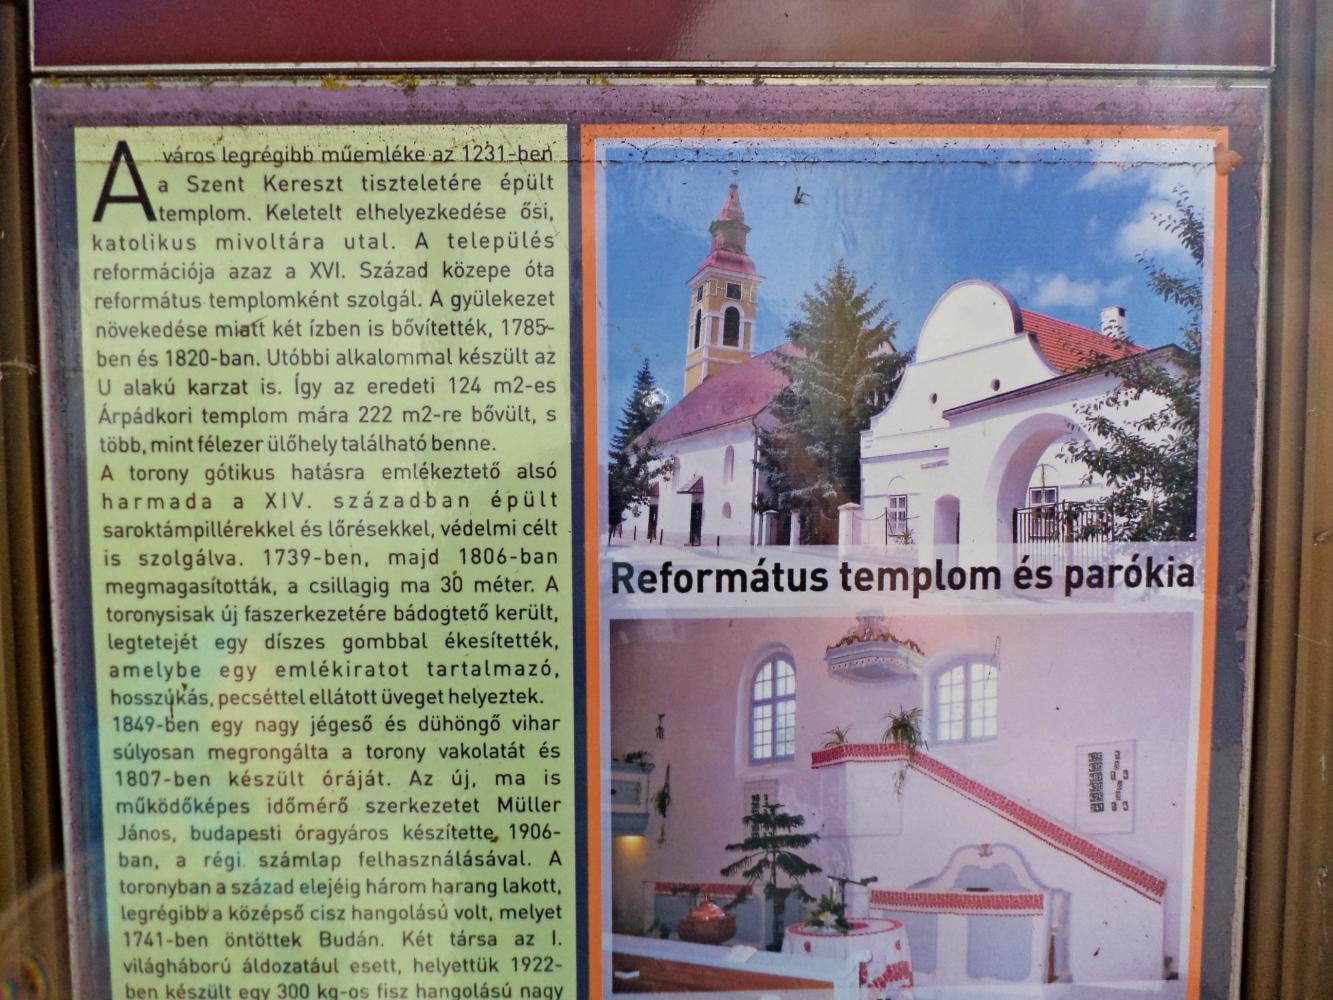 A város legrégibb műemléke az 1231-ben
a Szent Kereszt tiszteletére épült
templom. Keletelt elhelyezkedése ősi,
katolikus mivoltára utal. A település
reformációja azaz a XVI. Század közepe óta
református templomként szolgál. A gyülekezet
növekedése miatt két ízben is bővítették, 1785-
ben és 1820-ban. Utóbbi alkalommal készült az
U alakú karzat is. Így az eredeti 124 m2-es
Árpádkori templom mára 222 m2-re bővült, s
több, mint félezer ülőhely található benne.
A torony gótikus hatásra emlékeztető alsó
harmada a XIV. században épült
saroktámpillérekkel és lőrésekkel, védelmi célt
is szolgálva. 1739-ben, majd 1806-ban
megmagasították, a csillagig ma 30 méter. A
toronysisak új faszerkezetére bádogtető került,
legtetejét egy díszes gombbal ékesítették,
amelybe egy emlékiratot tartalmazó,
hosszúkás, pecséttel ellátott üveget helyeztek.
1849-ben egy nagy jégeső és dühöngő vihar
súlyosan megrongálta a torony vakolatát és
1807-ben készült óráját. Az új, ma is
működőképes időmérő szerkezetet Müller
János, budapesti óragyáros készítette 1906-
ban, a régi számlap felhasználásával. A
toronyban a század elejéig három harang lakott,
legrégibb a középső cisz hangolású volt, melyet
1741-ben öntöttek Budán. Két társa az I.
világháború áldozatául esett, helyettük 1922-
ben készült egy 300 kg-os fisz hangolású nagy
Református templom és parókia